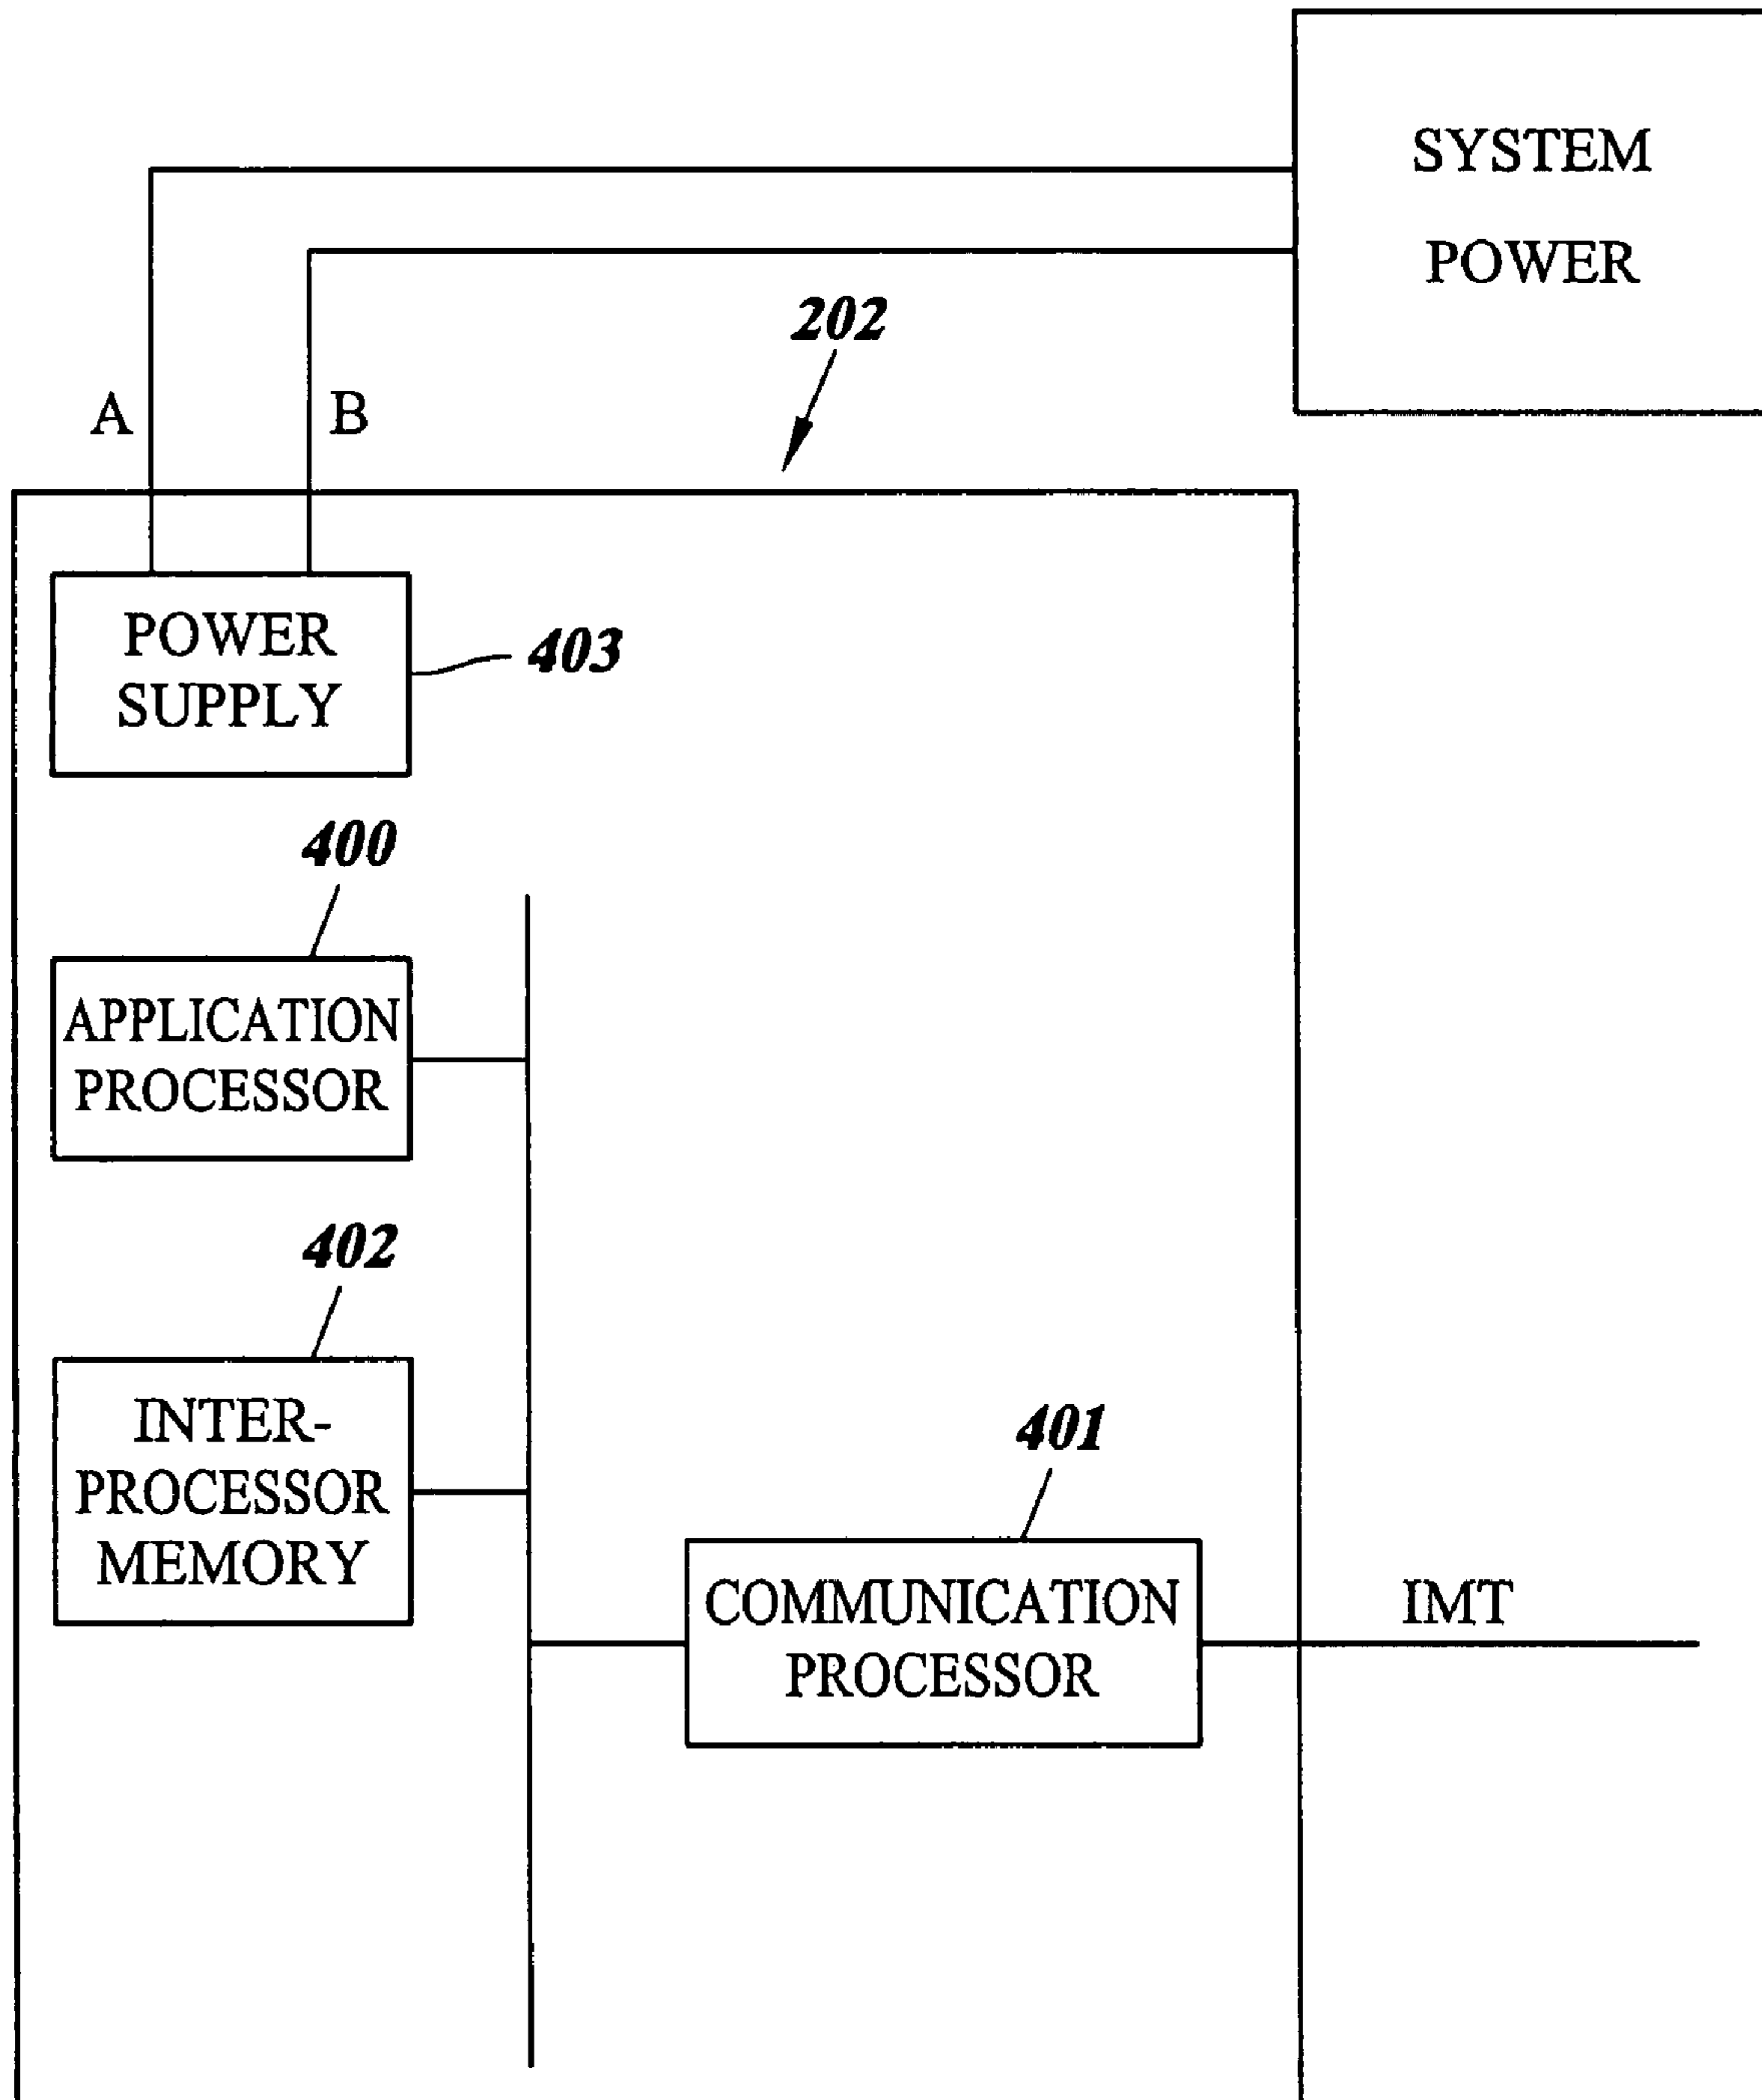 SYSTEM
POWER
202
A
B
POWER
SUPPLY
403
400
APPLICATION
PROCESSOR
402
INTER-
PROCESSOR
MEMORY
401
COMMUNICATION
PROCESSOR
IMT